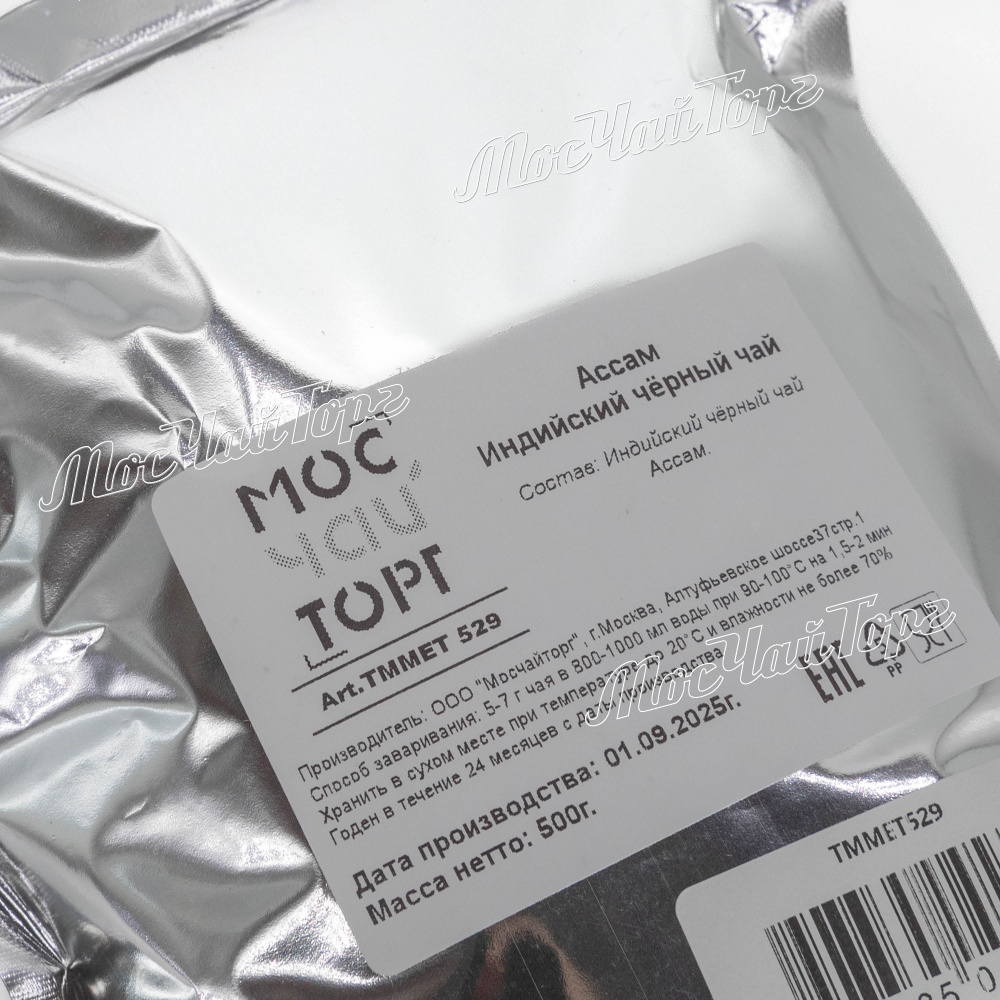 МосЧайТорг
Ассам
Индийский чёрный чай
Состав: Индийский чёрный чай
Ассам.
МосЧайТорг
МОС
ЧАЙ
ТОРГ
Art.TMMET 529
Производитель: ООО "Мосчайторг", г.Москва, Алтуфьевское шоссе37стр.1
Способ заваривания: 5-7 г чая в 800-1000 мл воды при 90-100°С на 1,5-2 мин
Хранить в сухом месте при температуре до 20°С и влажности не более 70%
Годен в течение 24 месяцев с даты производства
МосЧайТорг
Дата производства: 01.09.2025г.
Масса нетто: 500г.
EAC
PP
TMMET529